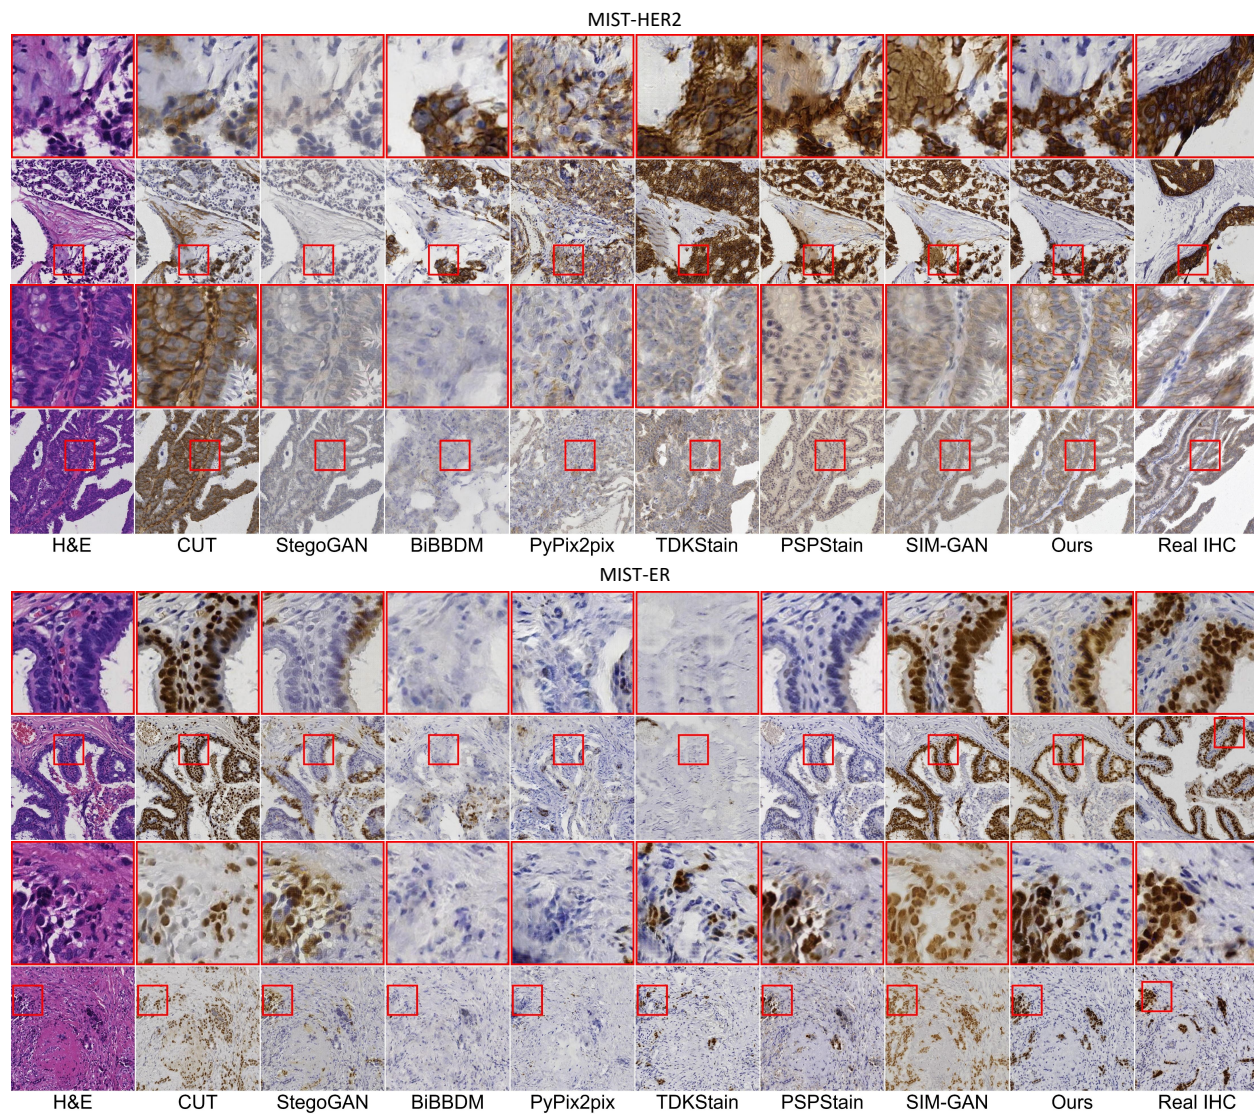 MIST-HER2
H&E CUT StegoGAN BiBBDM PyPix2pix TDKStain PSPStain SIM-GAN Ours Real IHC
MIST-ER
H&E CUT StegoGAN BiBBDM PyPix2pix TDKStain PSPStain SIM-GAN Ours Real IHC